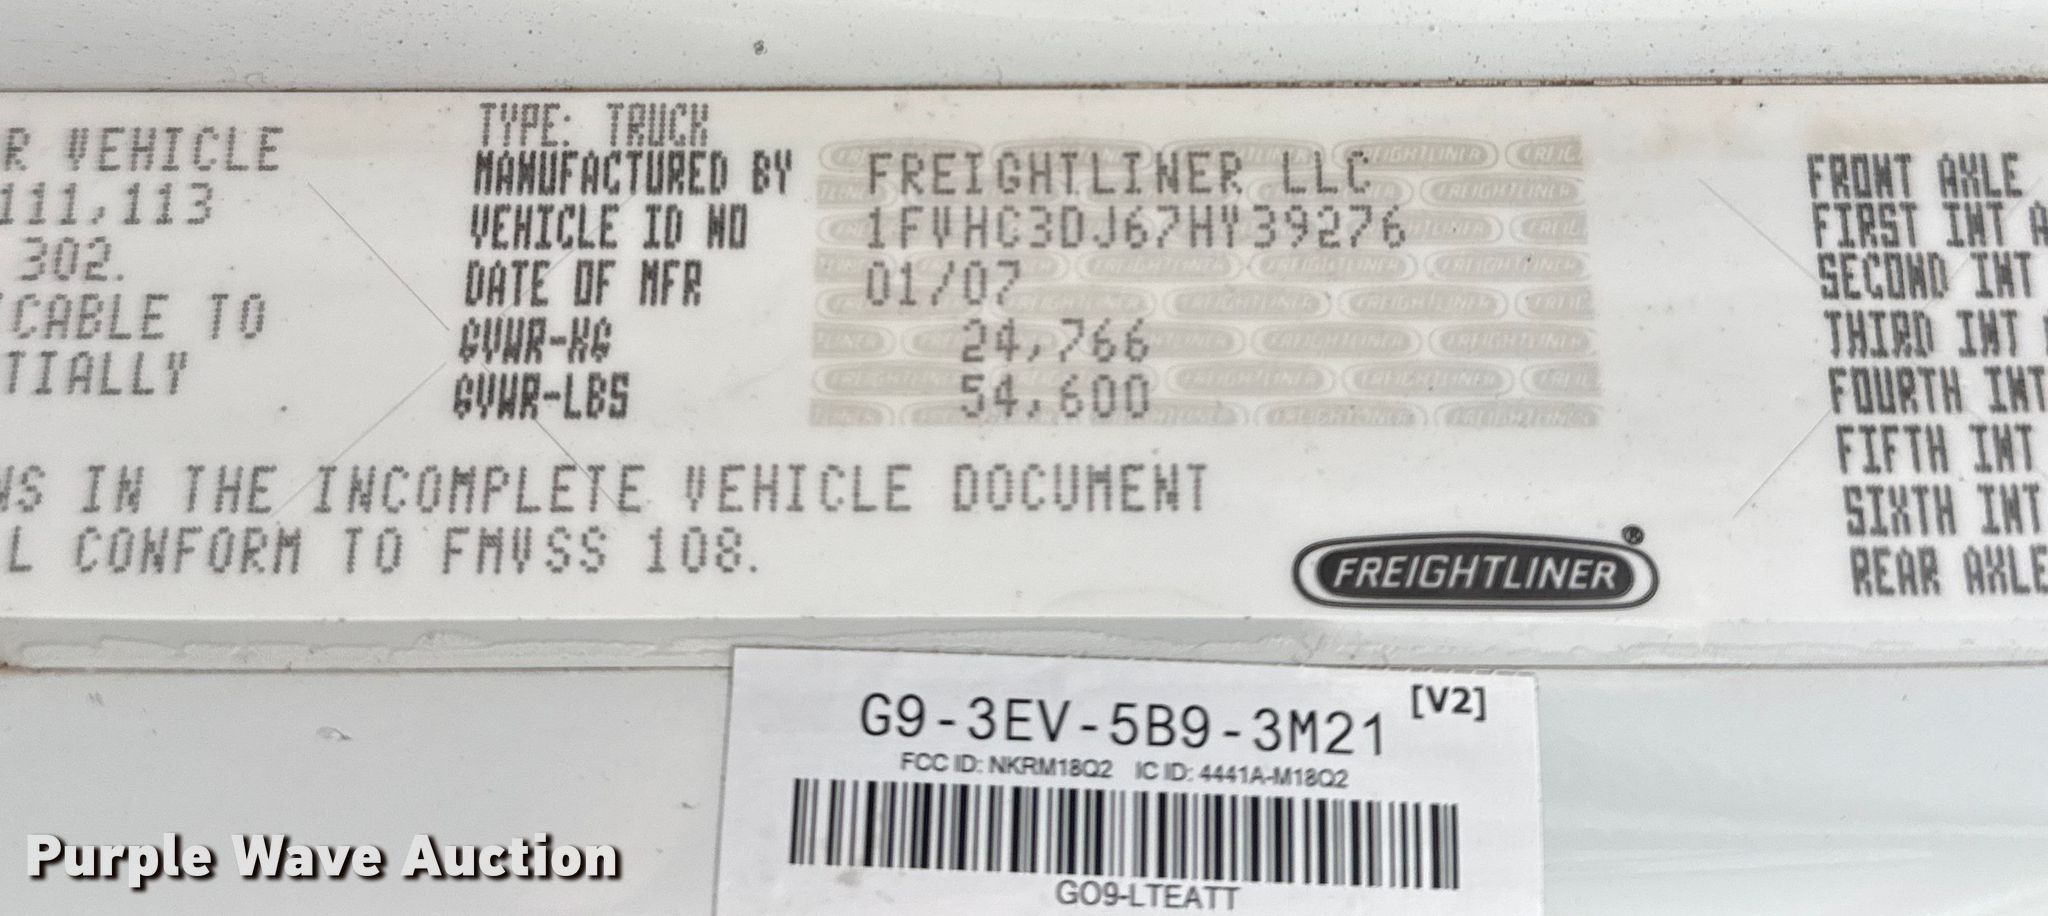 R VEHICLE
111,113
302.
CABLE TO
TIALLY
NS IN THE INCOMPLETE VEHICLE DOCUMENT
L CONFORM TO FMVSS 108.
TYPE: TRUCK
MANUFACTURED BY FREIGHTLINER LLC
VEHICLE ID NO 1FVHC3DJ67HY39276
DATE OF MFR 01/07
GVWR-KG 24,766
GVWR-LBS 54,600
FREIGHTLINER®
FRONT AXLE
FIRST INT A
SECOND INT
THIRD INT
FOURTH INT
FIFTH INT
SIXTH INT
REAR AXLE
G9-3EV-5B9-3M21 [V2]
FCC ID: NKRM18Q2 IC ID: 4441A-M18Q2
GO9-LTEATT
Purple Wave Auction